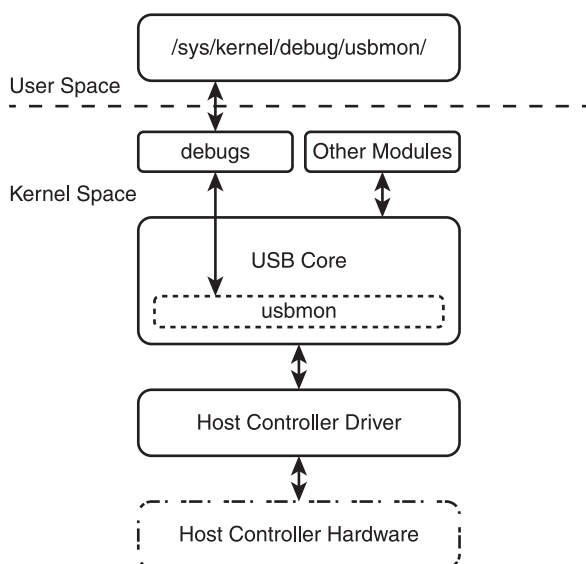 /sys/kernel/debug/usbmon/
User Space
debugs
Other Modules
Kernel Space
USB Core
usbmon
Host Controller Driver
Host Controller Hardware